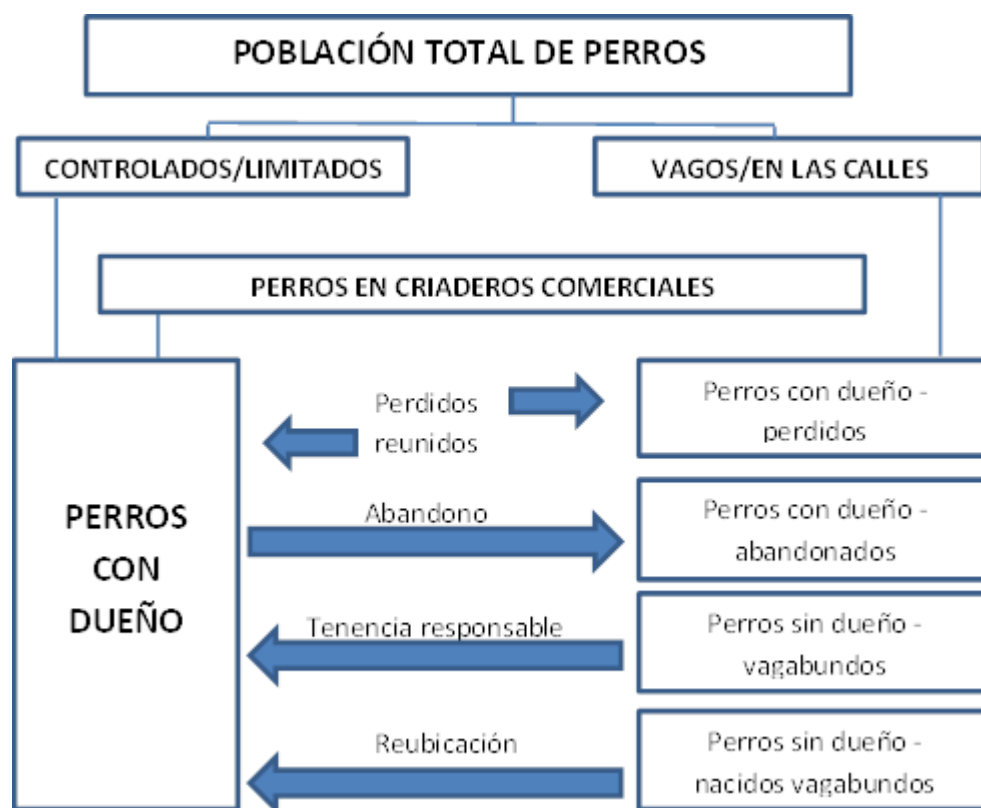 POBLACIÓN TOTAL DE PERROS
CONTROLADOS/LIMITADOS
VAGOS/EN LAS CALLES
PERROS EN CRIADEROS COMERCIALES
PERROS
CON
DUEÑO
Perdidos
reunidos
Perros con dueño -
perdidos
Abandono
Perros con dueño -
abandonados
Tenencia responsable
Perros sin dueño -
vagabundos
Reubicación
Perros sin dueño -
nacidos vagabundos